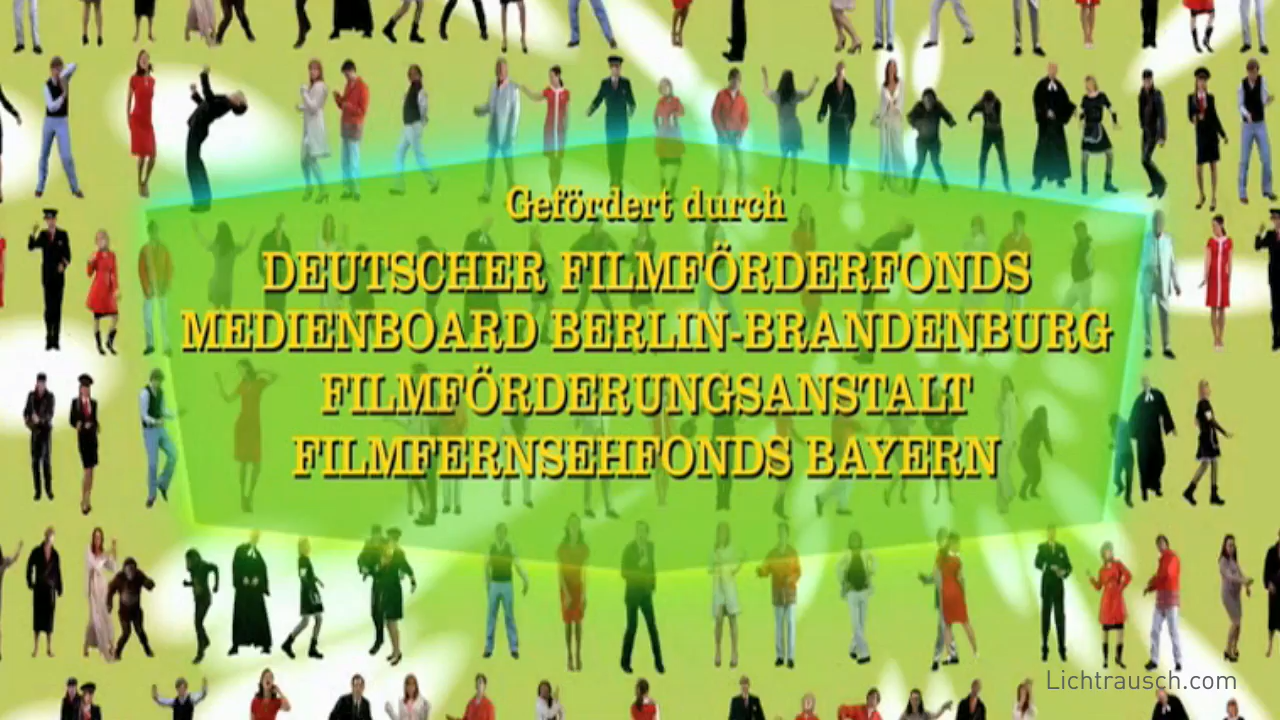 Gefördert durch
DEUTSCHER FILMFÖRDERFONDS
MEDIENBOARD BERLIN-BRANDENBURG
FILMFÖRDERUNGSANSTALT
FILMFERNSEHFONDS BAYERN
Lichtrausch.com